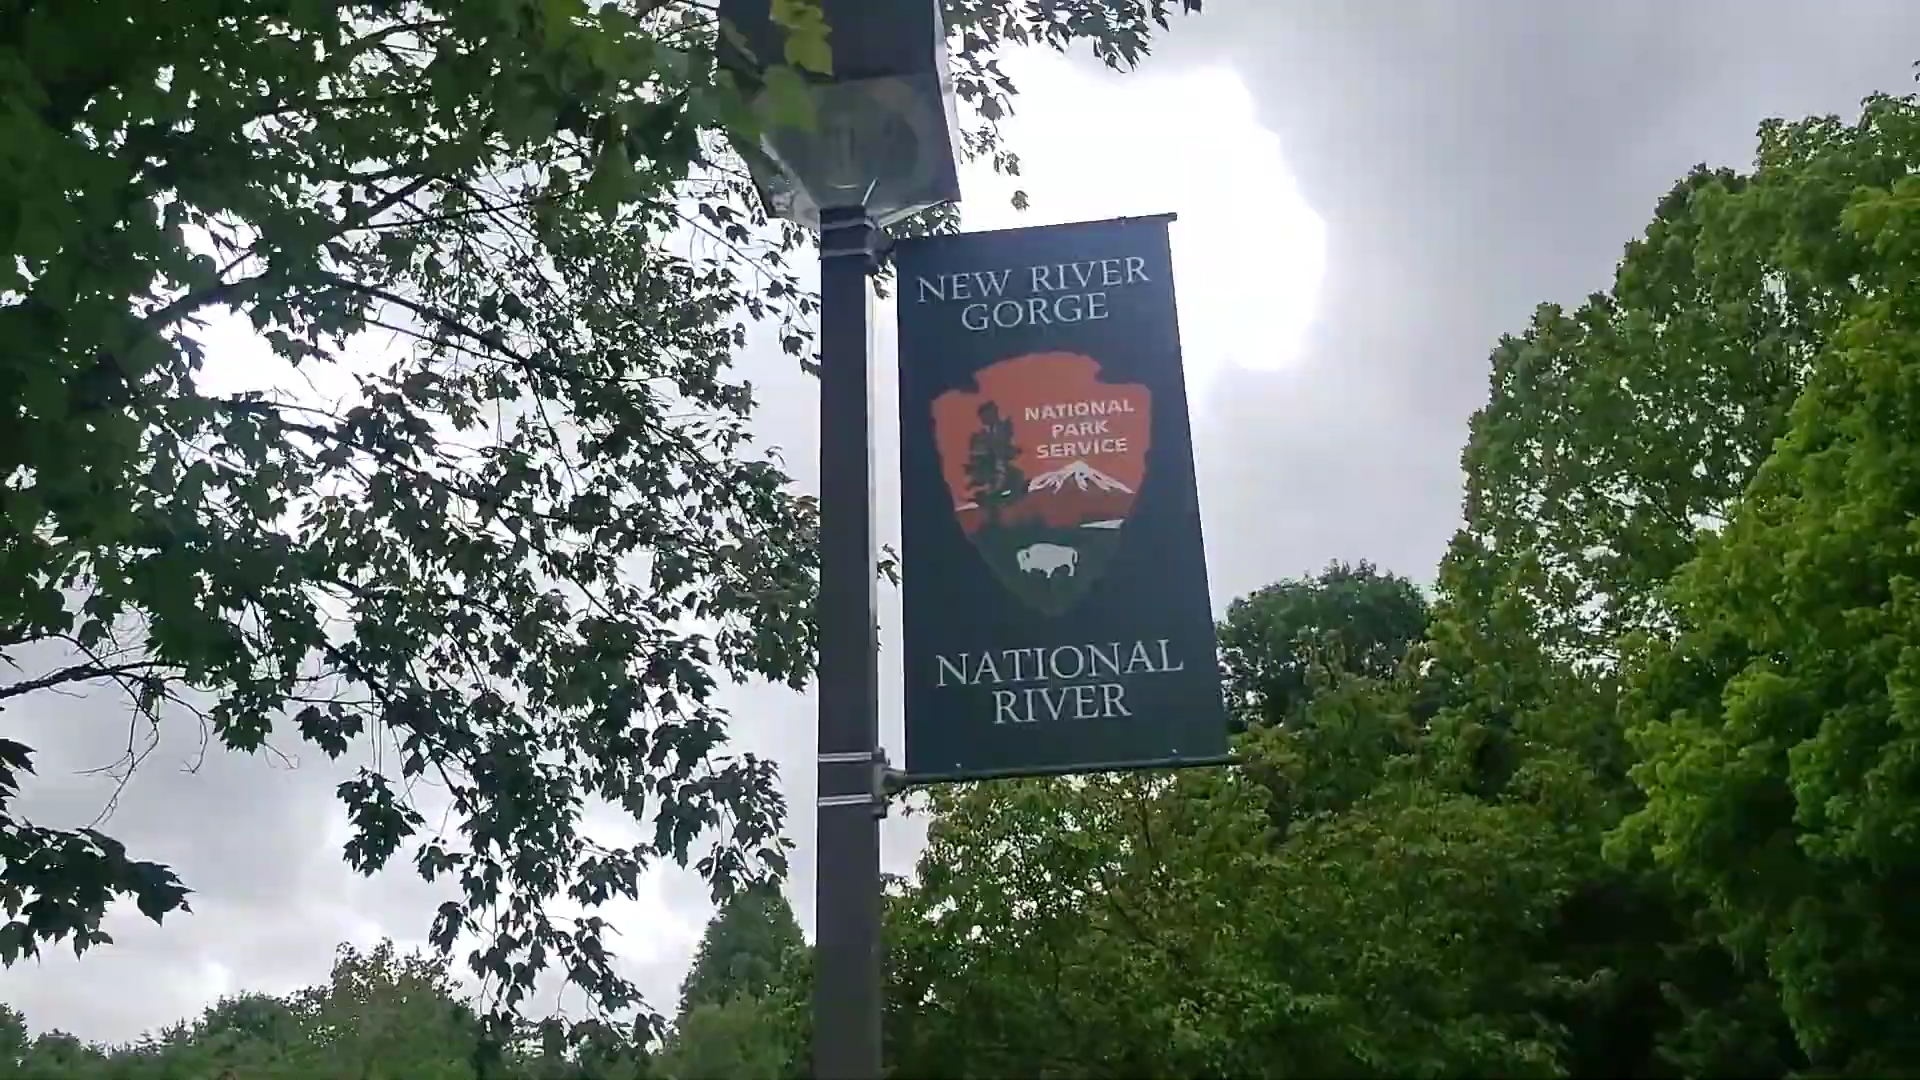 NEW RIVER
GORGE
NATIONAL
PARK
SERVICE
NATIONAL
RIVER